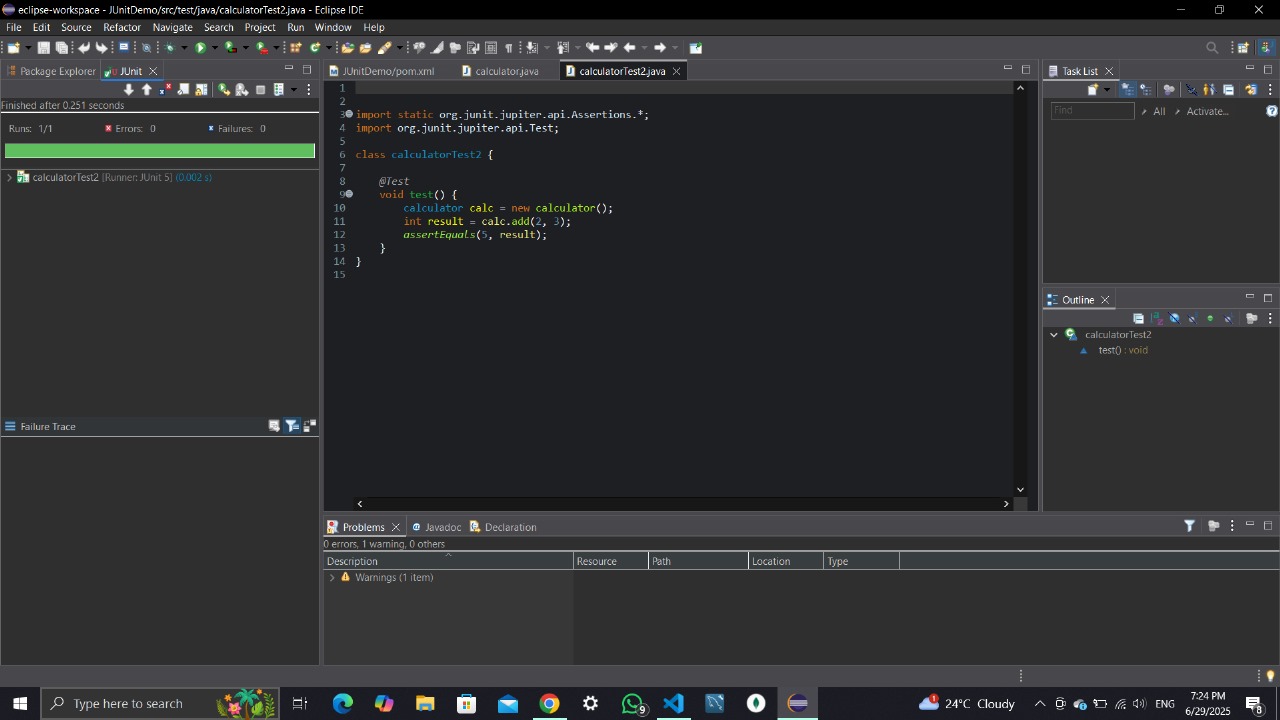 eclipse-workspace - JUnitDemo/src/test/java/calculatorTest2.java - Eclipse IDE
File Edit Source Refactor Navigate Search Project Run Window Help
Package Explorer JUnit
Finished after 0.251 seconds
Runs: 1/1 Errors: 0 Failures: 0
calculatorTest2 [Runner: JUnit 5] (0.002 s)
Failure Trace
JUnitDemo/pom.xml calculator.java calculatorTest2.java
1
2
3 import static org.junit.jupiter.api.Assertions.*;
4 import org.junit.jupiter.api.Test;
5
6 class calculatorTest2 {
7
8 @Test
9 void test() {
10 calculator calc = new calculator();
11 int result = calc.add(2, 3);
12 assertEquals(5, result);
13 }
14 }
15
Task List
Find All Activate...
Outline
calculatorTest2
test() : void
Problems Javadoc Declaration
0 errors, 1 warning, 0 others
Description Resource Path Location Type
Warnings (1 item)
Type here to search
9
1
24°C Cloudy
ENG
7:24 PM
6/29/2025
8